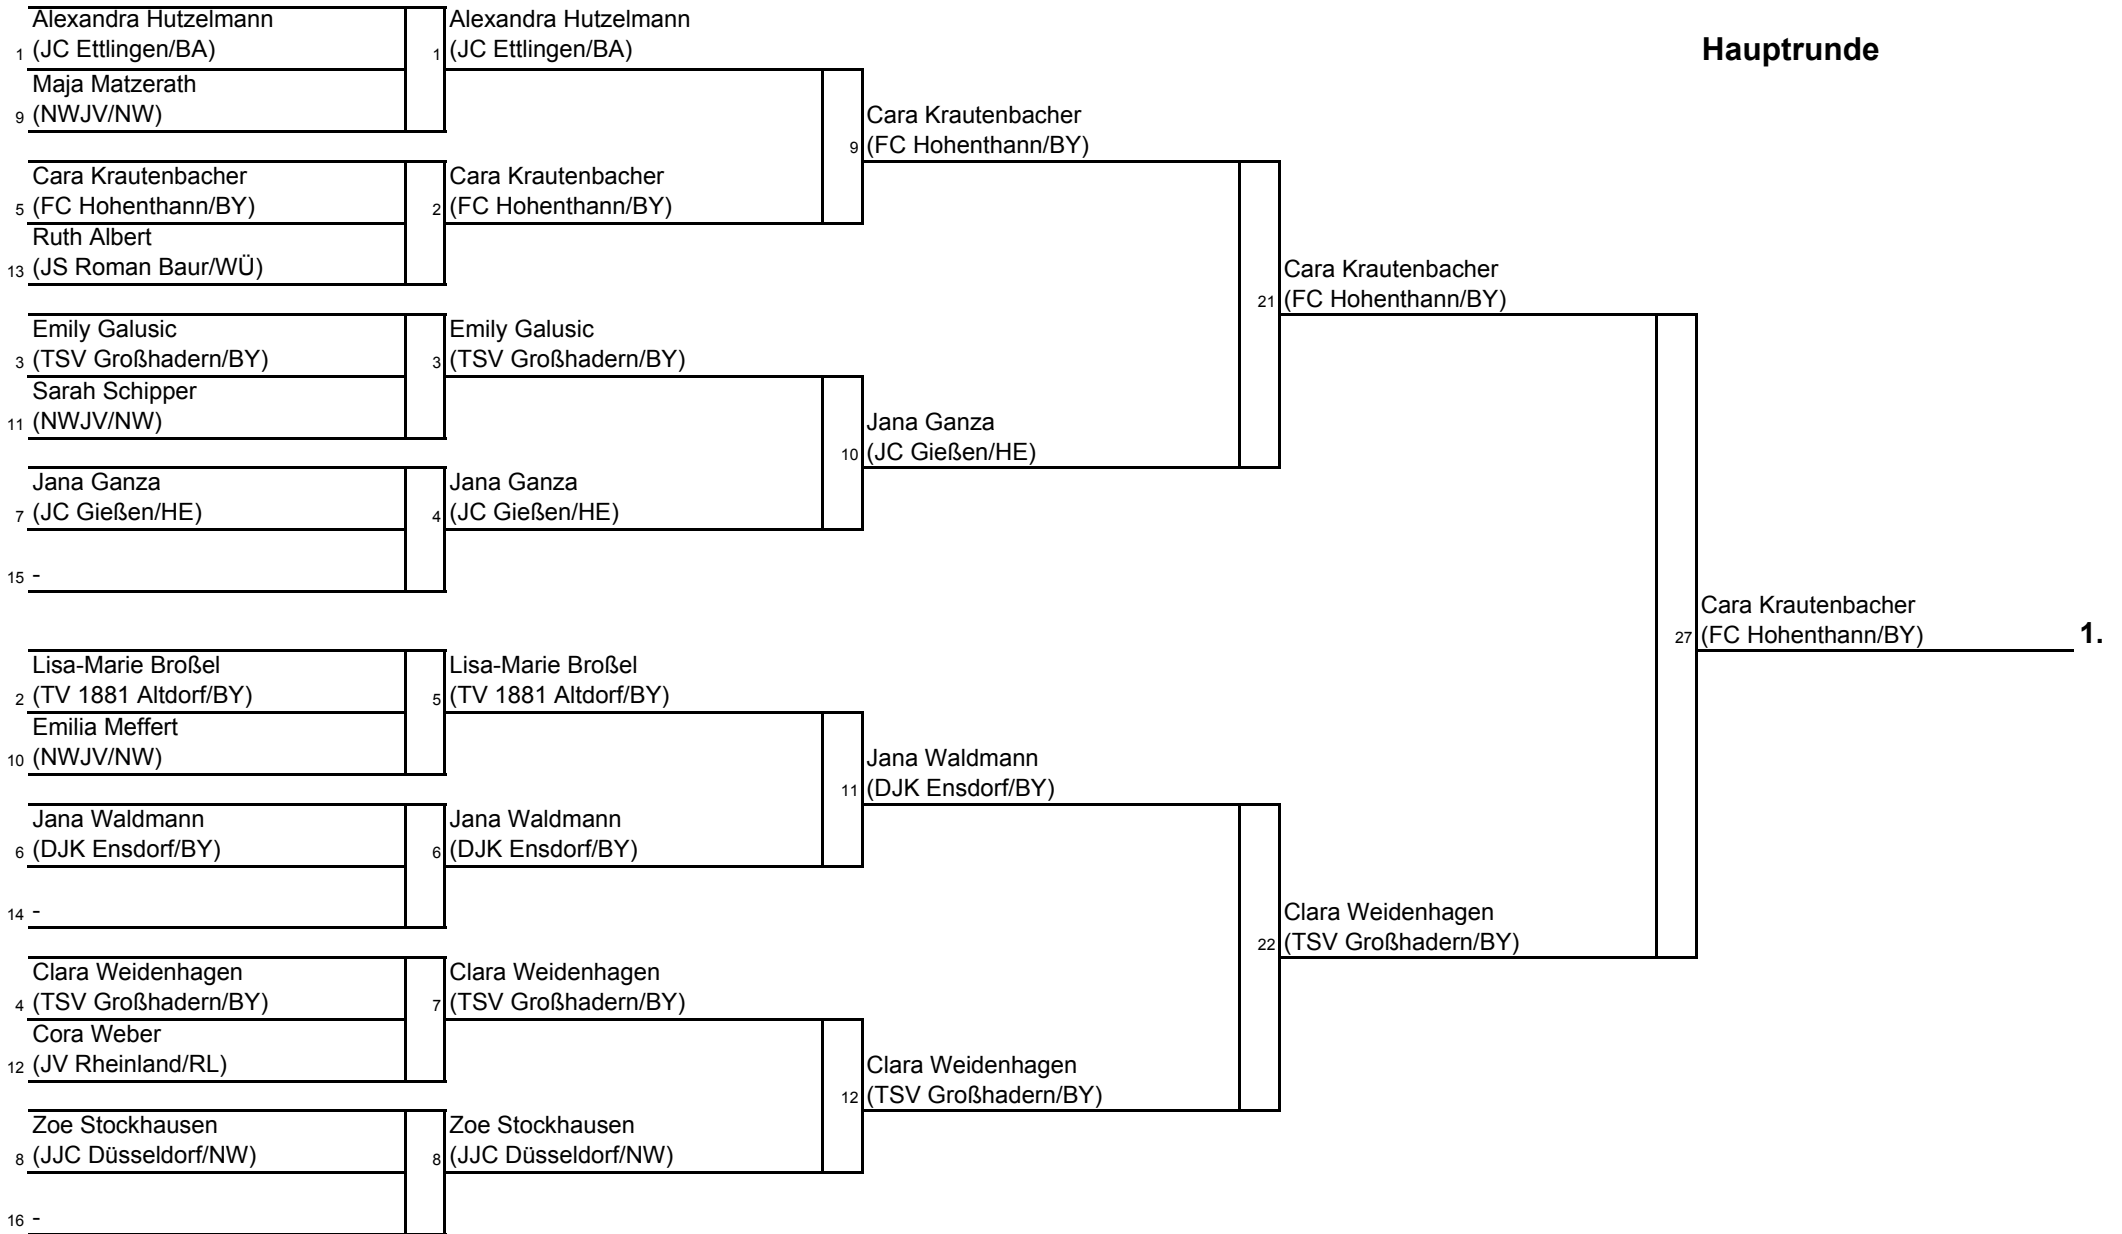 Hauptrunde
Alexandra Hutzelmann
1 (JC Ettlingen/BA)
Maja Matzerath
9 (NWJV/NW)
Cara Krautenbacher
5 (FC Hohenthann/BY)
Ruth Albert
13 (JS Roman Baur/WÜ)
Emily Galusic
3 (TSV Großhadern/BY)
Sarah Schipper
11 (NWJV/NW)
Jana Ganza
7 (JC Gießen/HE)
15 -
Lisa-Marie Broßel
2 (TV 1881 Altdorf/BY)
Emilia Meffert
10 (NWJV/NW)
Jana Waldmann
6 (DJK Ensdorf/BY)
14 -
Clara Weidenhagen
4 (TSV Großhadern/BY)
Cora Weber
12 (JV Rheinland/RL)
Zoe Stockhausen
8 (JJC Düsseldorf/NW)
16 -
Alexandra Hutzelmann
1 (JC Ettlingen/BA)
Cara Krautenbacher
2 (FC Hohenthann/BY)
Emily Galusic
3 (TSV Großhadern/BY)
Jana Ganza
4 (JC Gießen/HE)
Lisa-Marie Broßel
5 (TV 1881 Altdorf/BY)
Jana Waldmann
6 (DJK Ensdorf/BY)
Clara Weidenhagen
7 (TSV Großhadern/BY)
Zoe Stockhausen
8 (JJC Düsseldorf/NW)
Cara Krautenbacher
9 (FC Hohenthann/BY)
Jana Ganza
10 (JC Gießen/HE)
Jana Waldmann
11 (DJK Ensdorf/BY)
Clara Weidenhagen
12 (TSV Großhadern/BY)
Cara Krautenbacher
21 (FC Hohenthann/BY)
Clara Weidenhagen
22 (TSV Großhadern/BY)
Cara Krautenbacher
27 (FC Hohenthann/BY) 1.